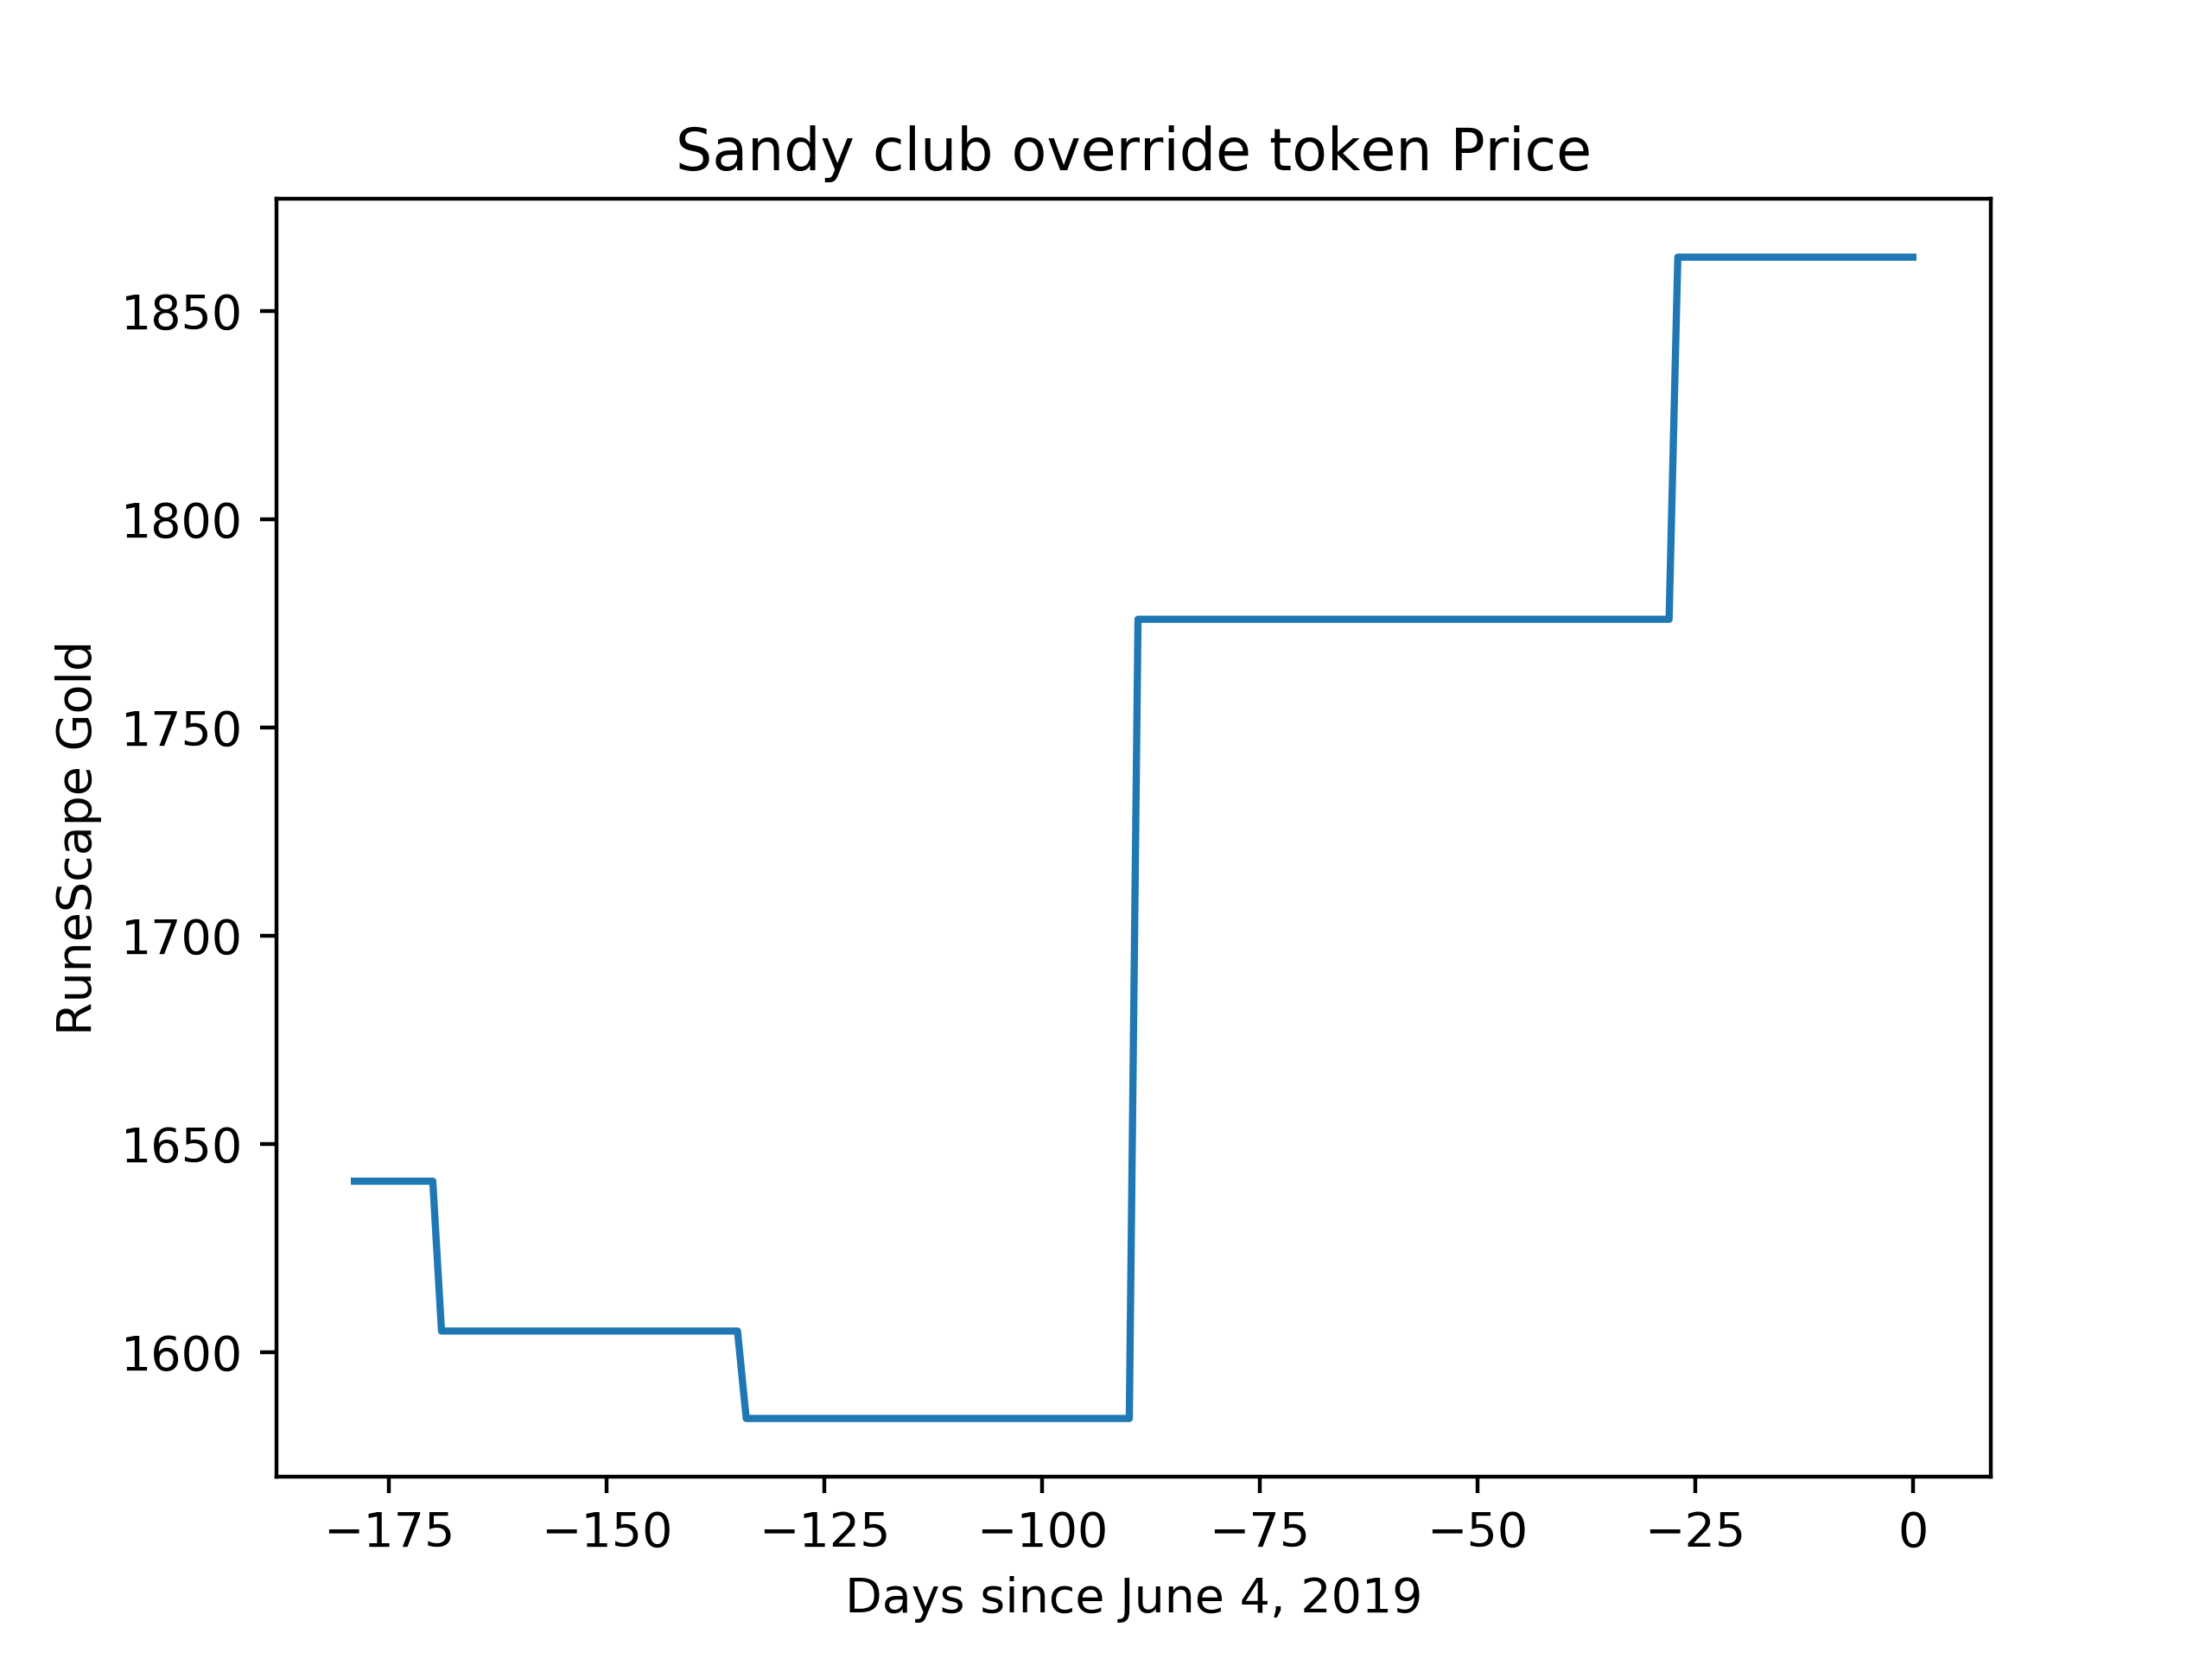 Sandy club override token Price
RuneScape Gold
1850
1800
1750
1700
1650
1600
−175 −150 −125 −100 −75 −50 −25 0
Days since June 4, 2019